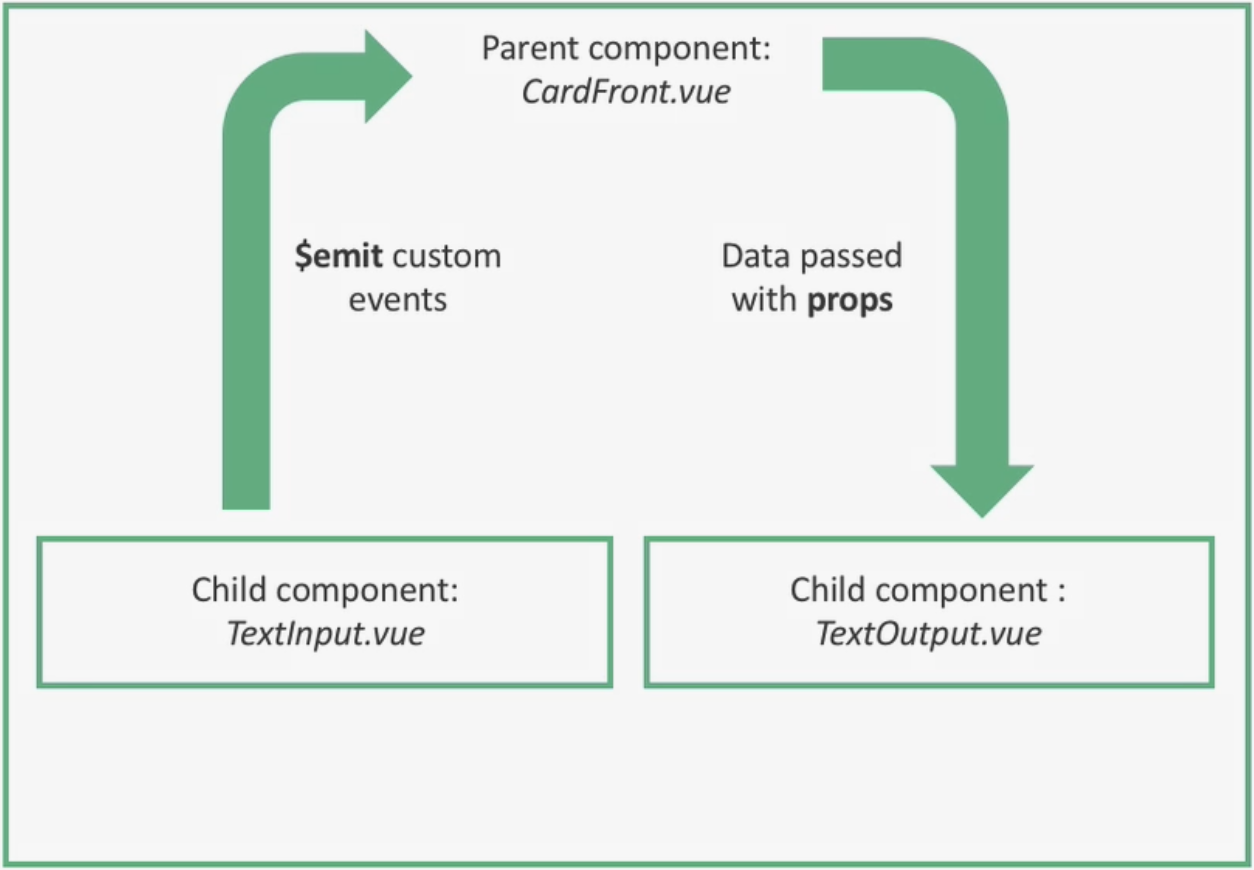 Parent component:
CardFront.vue
$emit custom
events
Data passed
with props
Child component:
TextInput.vue
Child component :
TextOutput.vue